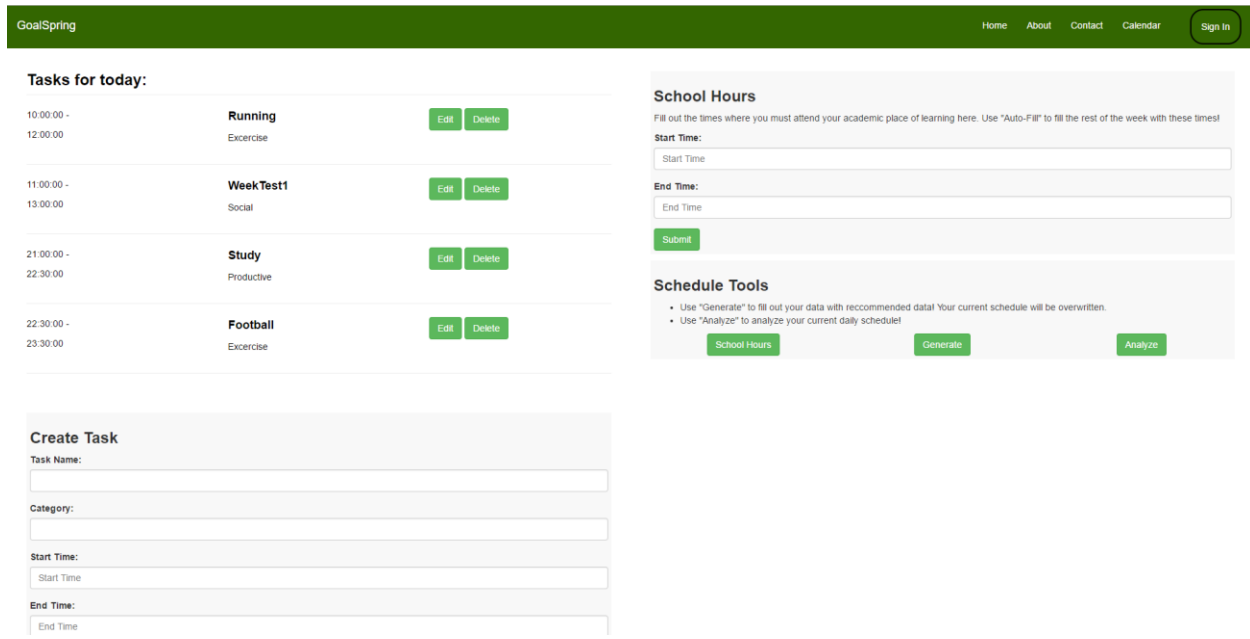 GoalSpring
Home About Contact Calendar Sign In
Tasks for today:
10:00:00 -
12:00:00
Running
Excercise
Edit Delete
11:00:00 -
13:00:00
WeekTest1
Social
Edit Delete
21:00:00 -
22:30:00
Study
Productive
Edit Delete
22:30:00 -
23:30:00
Football
Excercise
Edit Delete
Create Task
Task Name:
Category:
Start Time:
Start Time
End Time:
End Time
School Hours
Fill out the times where you must attend your academic place of learning here. Use "Auto-Fill" to fill the rest of the week with these times!
Start Time:
Start Time
End Time:
End Time
Submit
Schedule Tools
• Use "Generate" to fill out your data with reccommended data! Your current schedule will be overwritten.
• Use "Analyze" to analyze your current daily schedule!
School Hours Generate Analyze